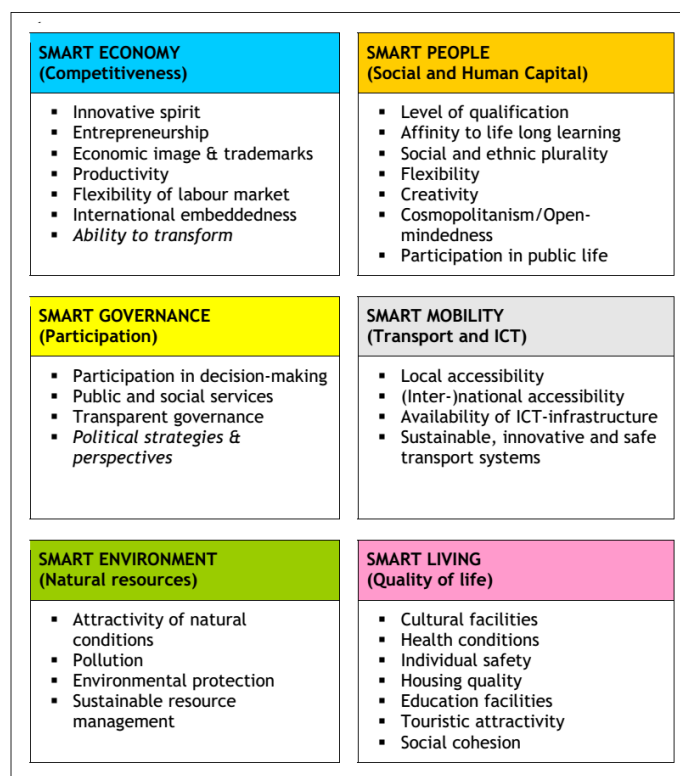 SMART ECONOMY
(Competitiveness)
▪ Innovative spirit
▪ Entrepreneurship
▪ Economic image & trademarks
▪ Productivity
▪ Flexibility of labour market
▪ International embeddedness
▪ Ability to transform
SMART PEOPLE
(Social and Human Capital)
▪ Level of qualification
▪ Affinity to life long learning
▪ Social and ethnic plurality
▪ Flexibility
▪ Creativity
▪ Cosmopolitanism/Open-
mindedness
▪ Participation in public life
SMART GOVERNANCE
(Participation)
▪ Participation in decision-making
▪ Public and social services
▪ Transparent governance
▪ Political strategies &
perspectives
SMART MOBILITY
(Transport and ICT)
▪ Local accessibility
▪ (Inter-)national accessibility
▪ Availability of ICT-infrastructure
▪ Sustainable, innovative and safe
transport systems
SMART ENVIRONMENT
(Natural resources)
▪ Attractivity of natural
conditions
▪ Pollution
▪ Environmental protection
▪ Sustainable resource
management
SMART LIVING
(Quality of life)
▪ Cultural facilities
▪ Health conditions
▪ Individual safety
▪ Housing quality
▪ Education facilities
▪ Touristic attractivity
▪ Social cohesion